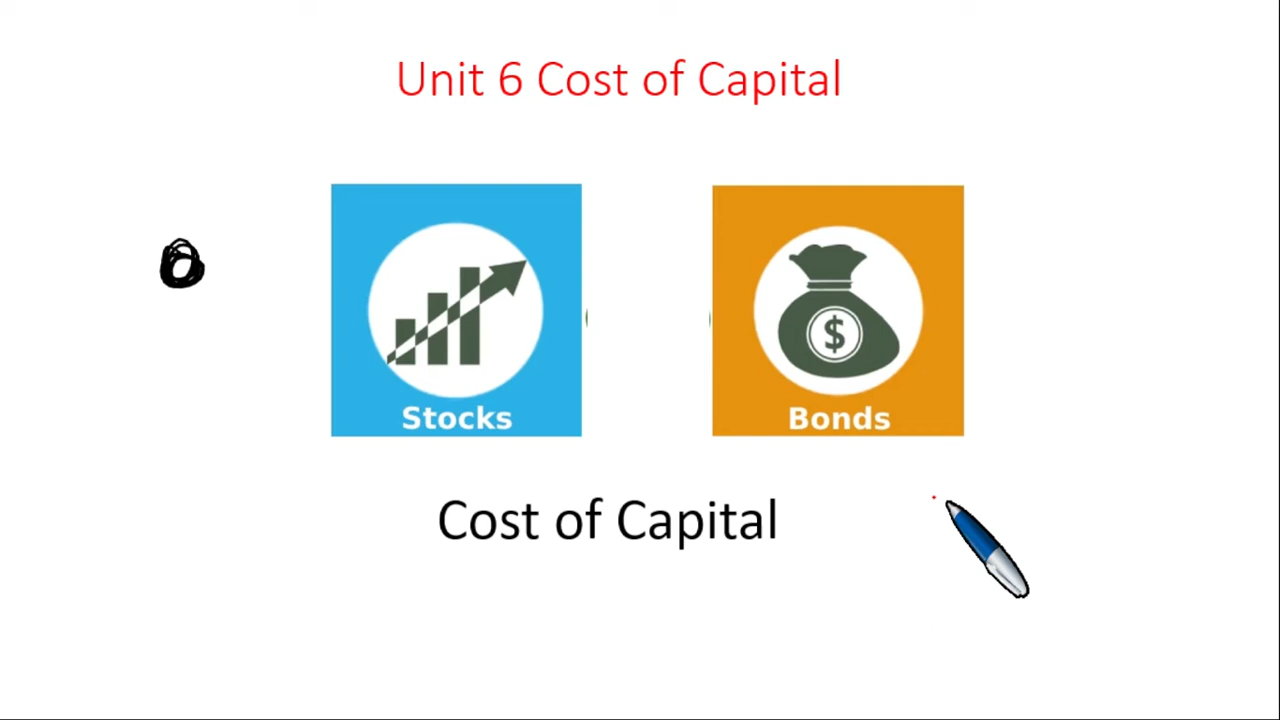 Unit 6 Cost of Capital
$
Stocks
Bonds
Cost of Capital